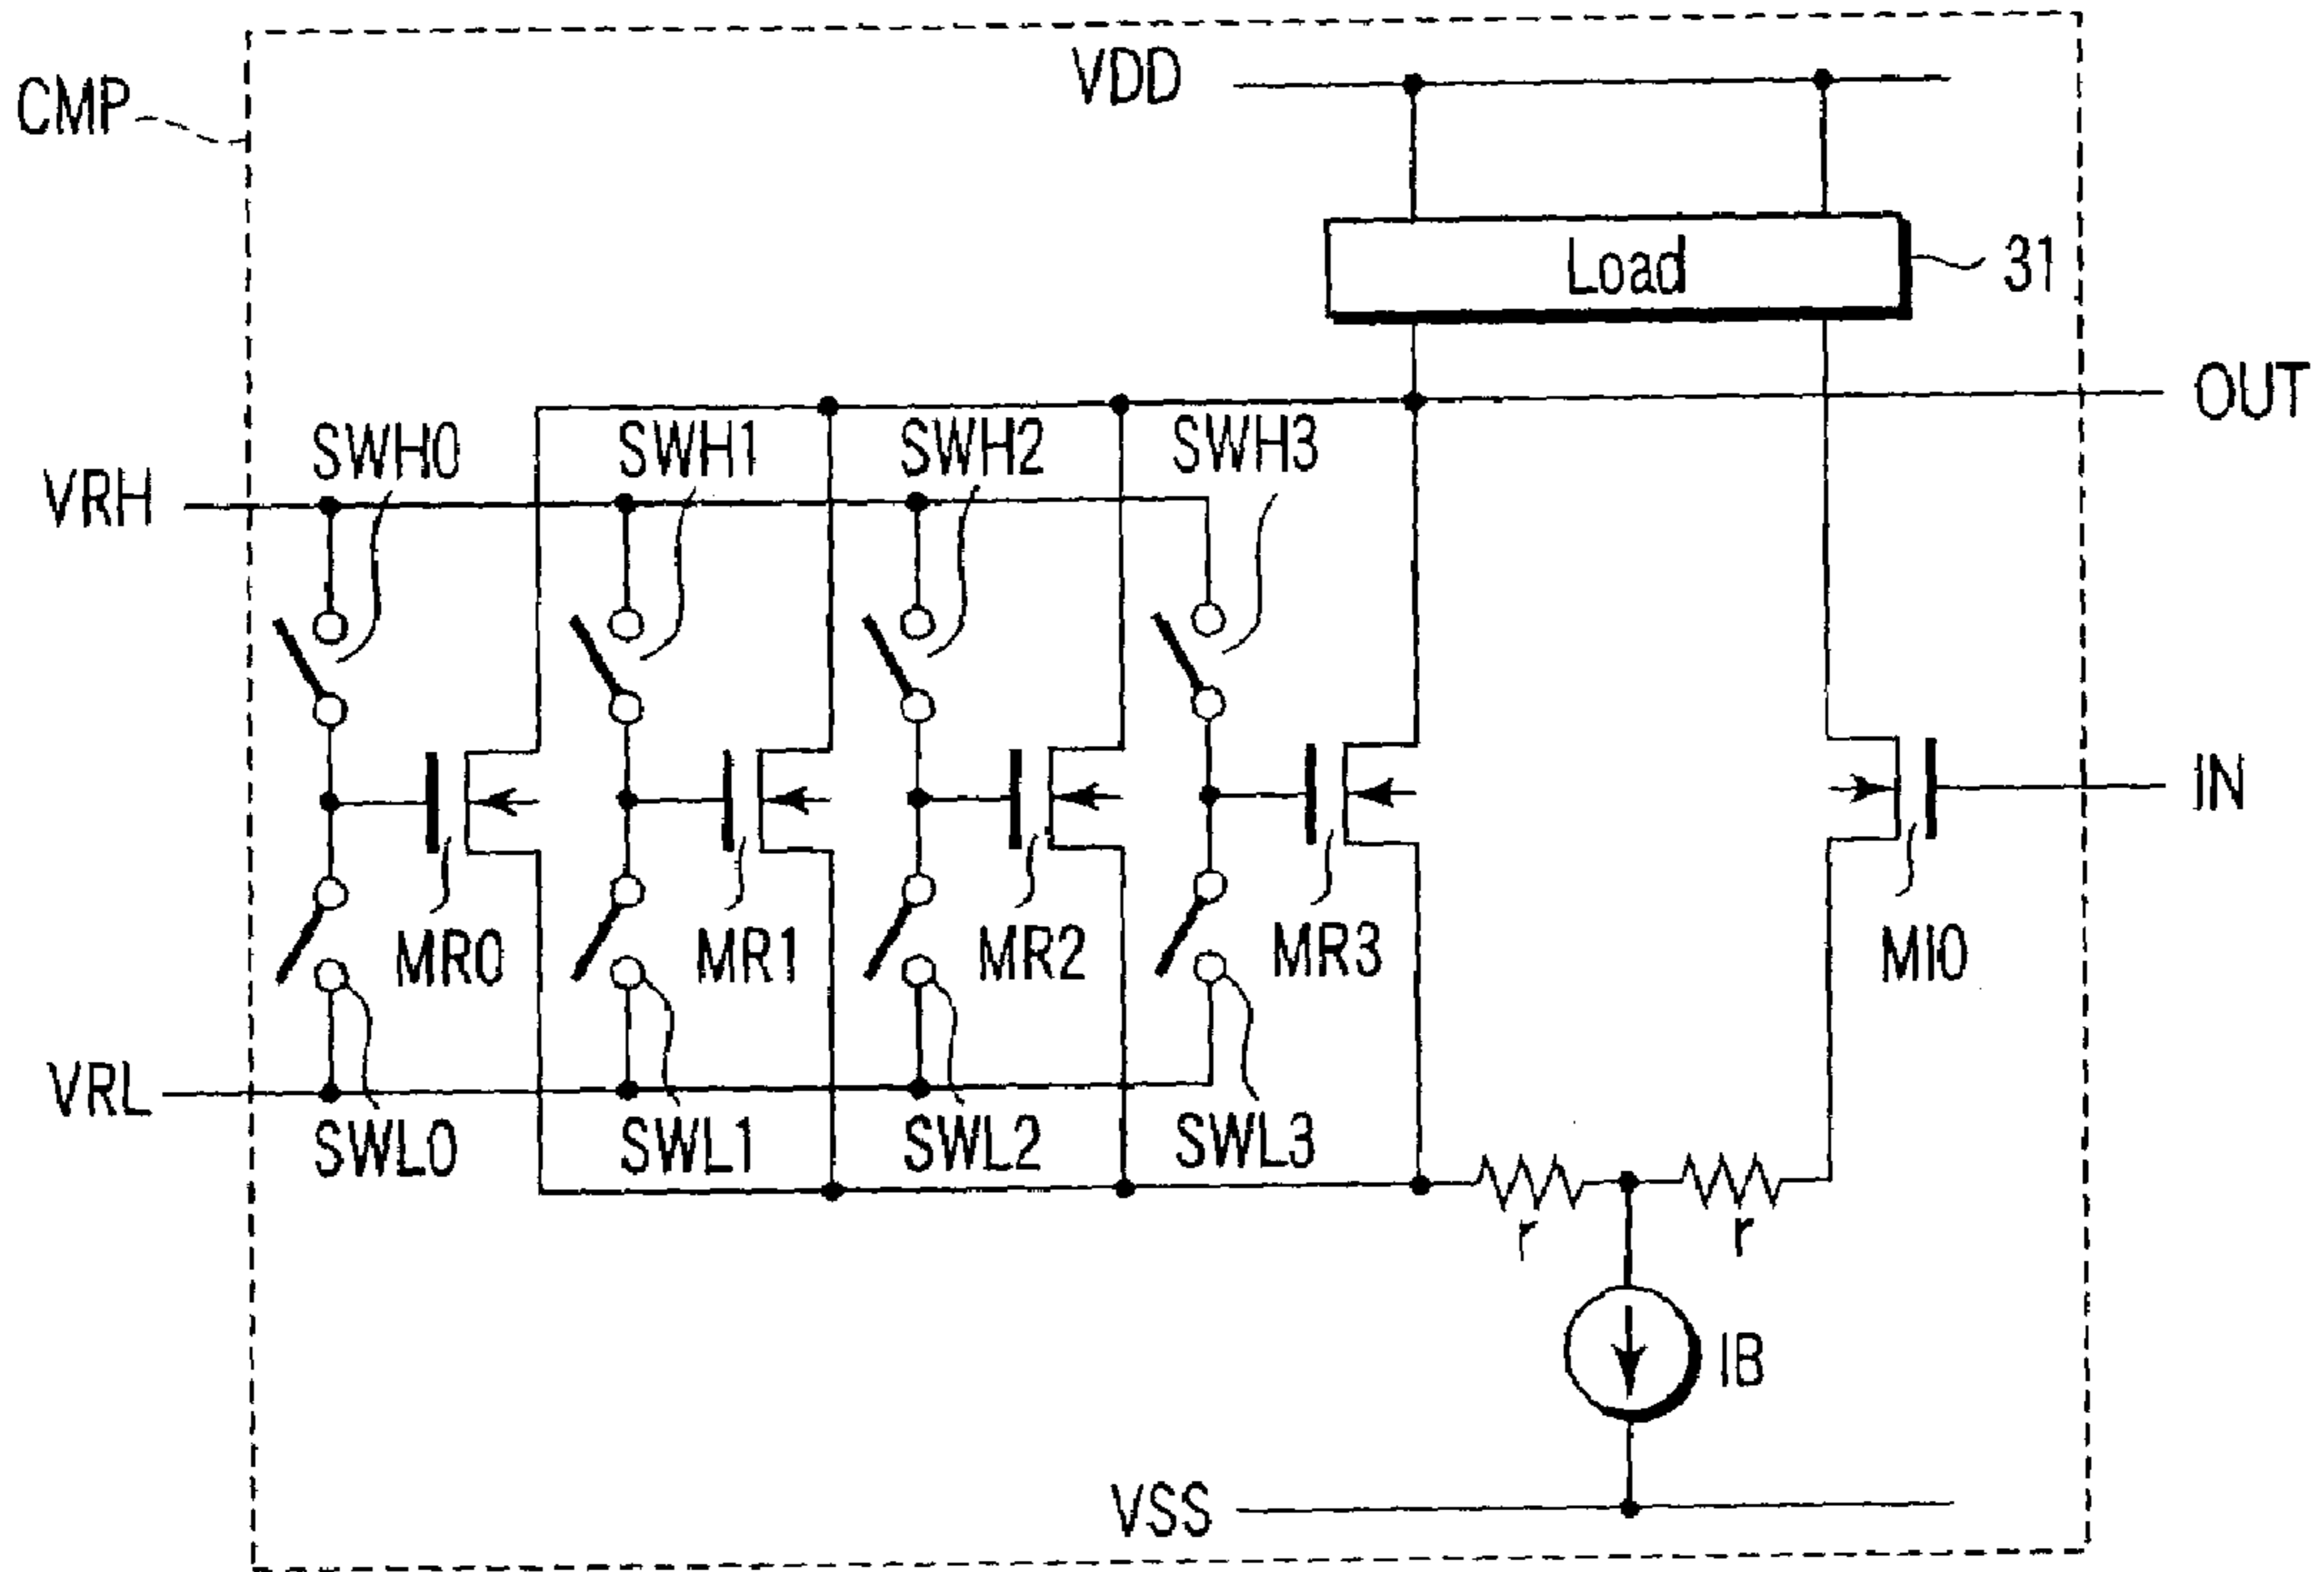 CMP
VDD
Load
31
OUT
SWH0
SWH1
SWH2
SWH3
VRH
IN
MR0
MR1
MR2
MR3
MI0
VRL
SWL0
SWL1
SWL2
SWL3
r
r
IB
VSS